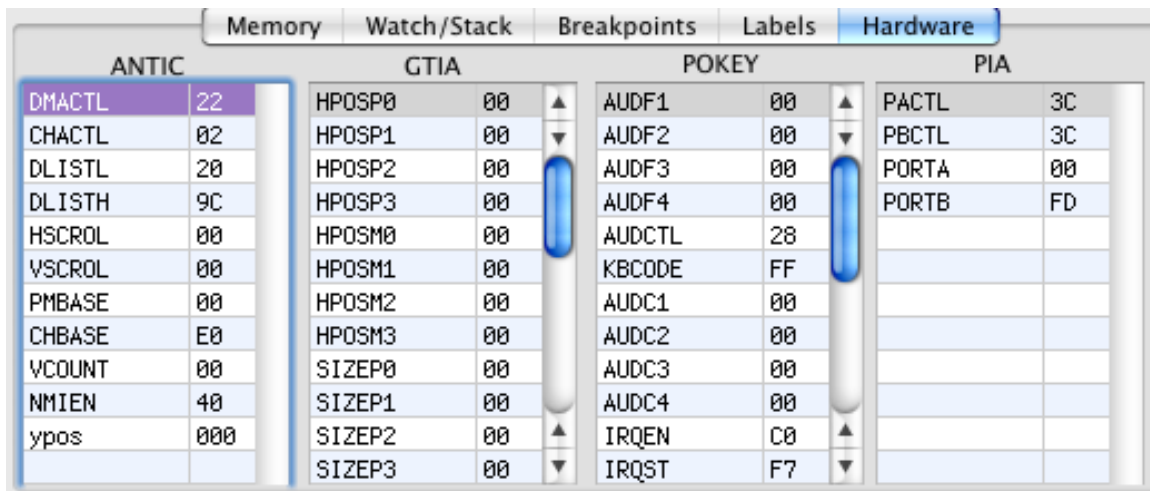 Memory Watch/Stack Breakpoints Labels Hardware
ANTIC GTIA POKEY PIA
DMACTL 22 HPOSP0 00 AUDF1 00 PACTL 3C
CHACTL 02 HPOSP1 00 AUDF2 00 PBCTL 3C
DLISTL 20 HPOSP2 00 AUDF3 00 PORTA 00
DLISTH 9C HPOSP3 00 AUDF4 00 PORTB FD
HSCROL 00 HPOSM0 00 AUDCTL 28
VSCROL 00 HPOSM1 00 KBCODE FF
PMBASE 00 HPOSM2 00 AUDC1 00
CHBASE E0 HPOSM3 00 AUDC2 00
VCOUNT 00 SIZEP0 00 AUDC3 00
NMIEN 40 SIZEP1 00 AUDC4 00
ypos 000 SIZEP2 00 IRQEN C0
SIZEP3 00 IRQST F7